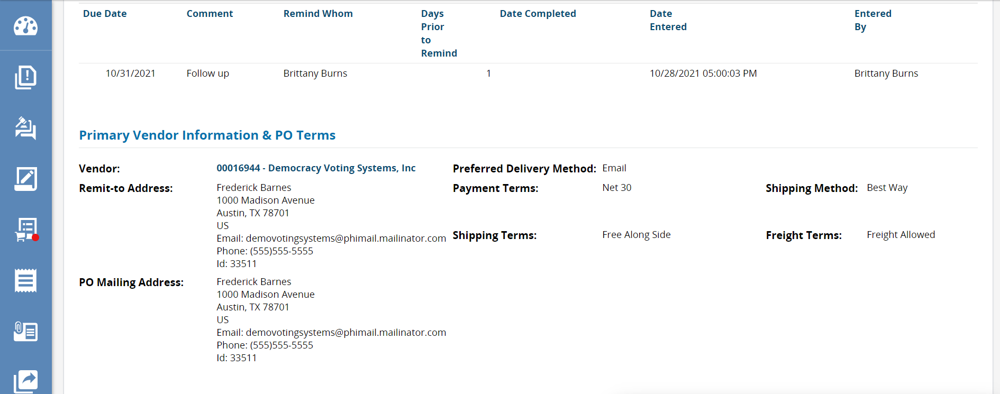 Due Date Comment Remind Whom Days Prior to Remind Date Completed Date Entered Entered By
10/31/2021 Follow up Brittany Burns 1 10/28/2021 05:00:03 PM Brittany Burns
Primary Vendor Information & PO Terms
Vendor: 00016944 - Democracy Voting Systems, Inc Preferred Delivery Method: Email
Remit-to Address: Frederick Barnes Payment Terms: Net 30 Shipping Method: Best Way
1000 Madison Avenue
Austin, TX 78701
US
Email: demovotingsystems@phimail.mailinator.com Shipping Terms: Free Along Side Freight Terms: Freight Allowed
Phone: (555)555-5555
Id: 33511
PO Mailing Address: Frederick Barnes
1000 Madison Avenue
Austin, TX 78701
US
Email: demovotingsystems@phimail.mailinator.com
Phone: (555)555-5555
Id: 33511